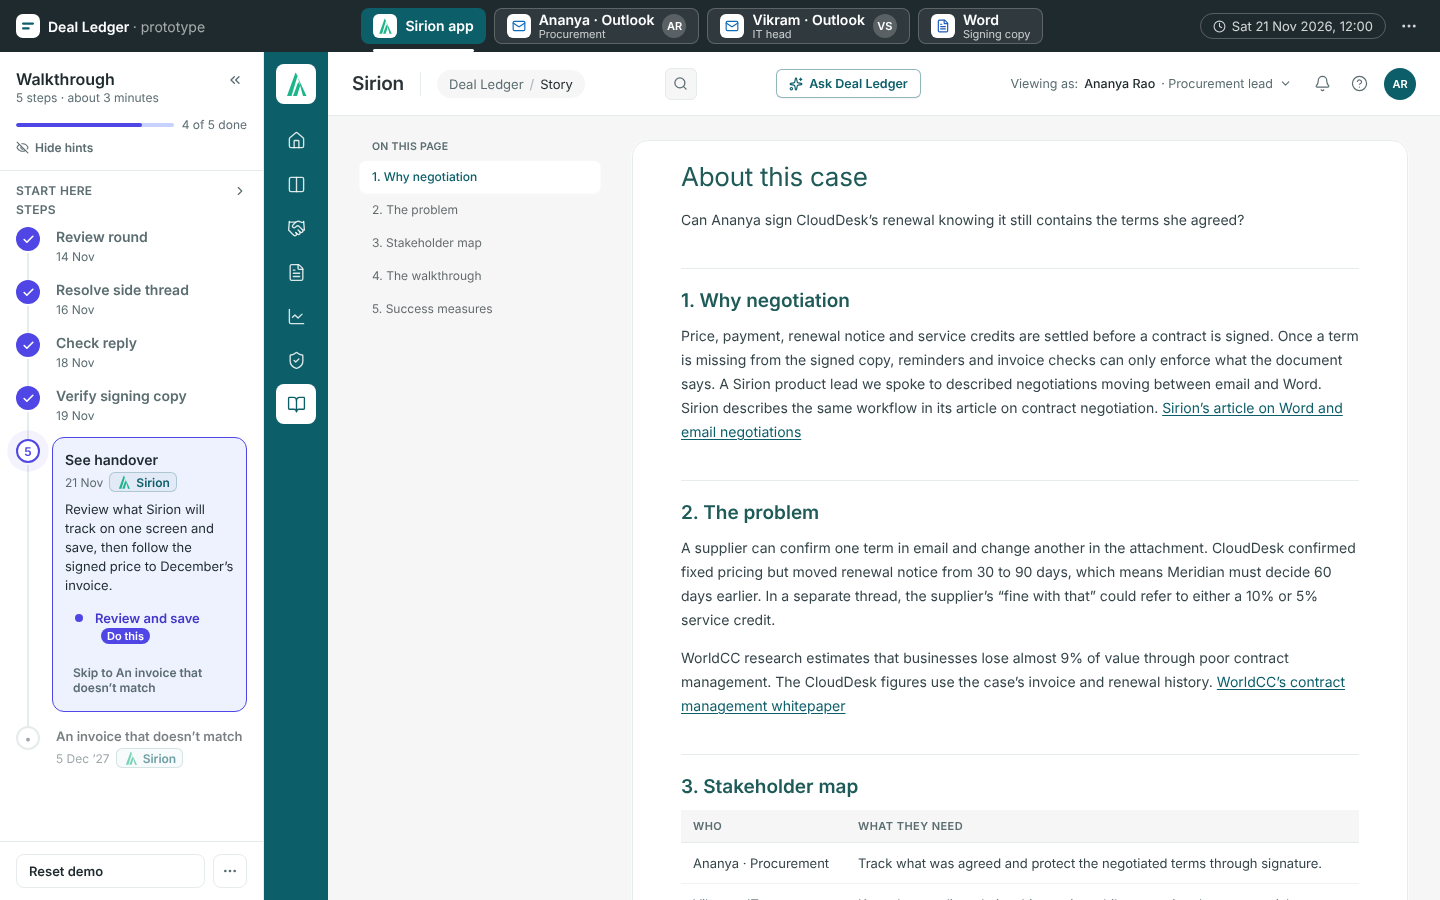 Deal Ledger · prototype
Sirion app
Ananya · Outlook
Procurement
AR
Vikram · Outlook
IT head
VS
Word
Signing copy
Sat 21 Nov 2026, 12:00
Walkthrough
5 steps · about 3 minutes
4 of 5 done
Hide hints
START HERE
STEPS
Review round
14 Nov
Resolve side thread
16 Nov
Check reply
18 Nov
Verify signing copy
19 Nov
5
See handover
21 Nov Sirion
Review what Sirion will
track on one screen and
save, then follow the
signed price to December’s
invoice.
Review and save
Do this
Skip to An invoice that
doesn’t match
An invoice that doesn’t match
5 Dec ’27 Sirion
Reset demo
Sirion
Deal Ledger / Story
Ask Deal Ledger
Viewing as: Ananya Rao · Procurement lead
AR
ON THIS PAGE
1. Why negotiation
2. The problem
3. Stakeholder map
4. The walkthrough
5. Success measures
About this case
Can Ananya sign CloudDesk’s renewal knowing it still contains the terms she agreed?
1. Why negotiation
Price, payment, renewal notice and service credits are settled before a contract is signed. Once a term
is missing from the signed copy, reminders and invoice checks can only enforce what the document
says. A Sirion product lead we spoke to described negotiations moving between email and Word.
Sirion describes the same workflow in its article on contract negotiation. Sirion’s article on Word and
email negotiations
2. The problem
A supplier can confirm one term in email and change another in the attachment. CloudDesk confirmed
fixed pricing but moved renewal notice from 30 to 90 days, which means Meridian must decide 60
days earlier. In a separate thread, the supplier’s “fine with that” could refer to either a 10% or 5%
service credit.
WorldCC research estimates that businesses lose almost 9% of value through poor contract
management. The CloudDesk figures use the case’s invoice and renewal history. WorldCC’s contract
management whitepaper
3. Stakeholder map
WHO
WHAT THEY NEED
Ananya · Procurement
Track what was agreed and protect the negotiated terms through signature.